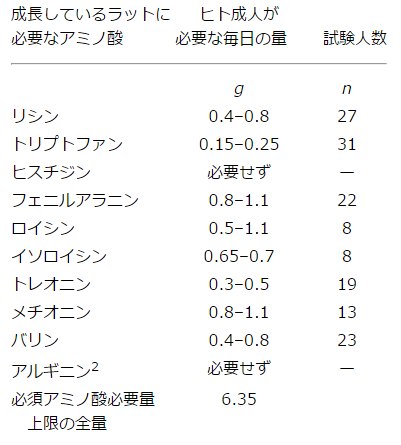 成長しているラットに ヒト成人が
必要なアミノ酸 必要な毎日の量 試験人数
g n
リシン 0.4–0.8 27
トリプトファン 0.15–0.25 31
ヒスチジン 必要せず —
フェニルアラニン 0.8–1.1 22
ロイシン 0.5–1.1 8
イソロイシン 0.65–0.7 8
トレオニン 0.3–0.5 19
メチオニン 0.8–1.1 13
バリン 0.4–0.8 23
アルギニン2 必要せず —
必須アミノ酸必要量 6.35
上限の全量